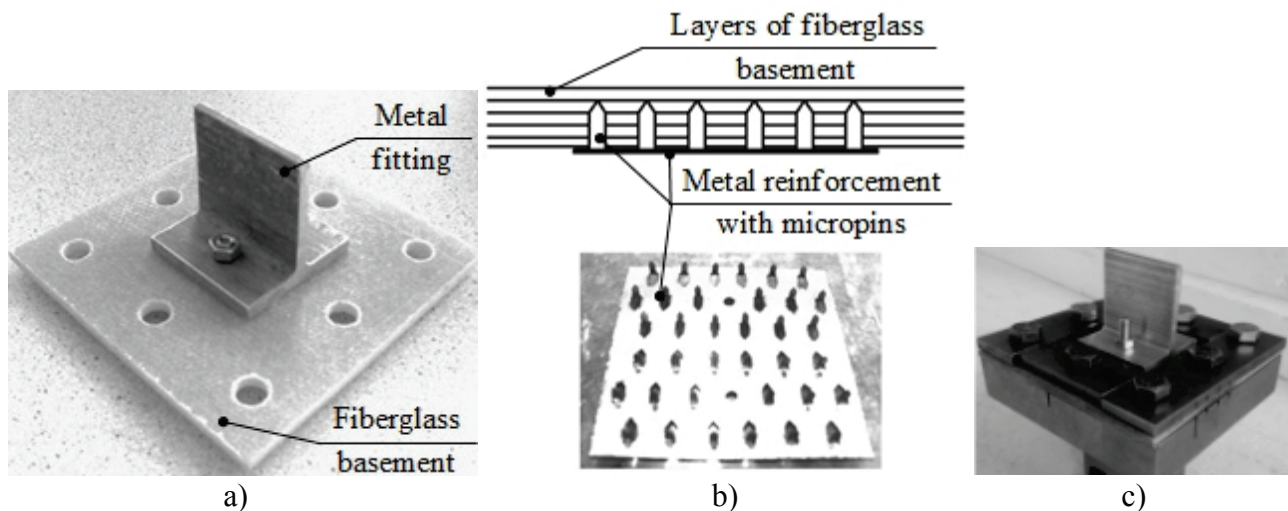 Metal
fitting
Fiberglass
basement
a)
Layers of fiberglass
basement
Metal reinforcement
with micropins
b)
c)